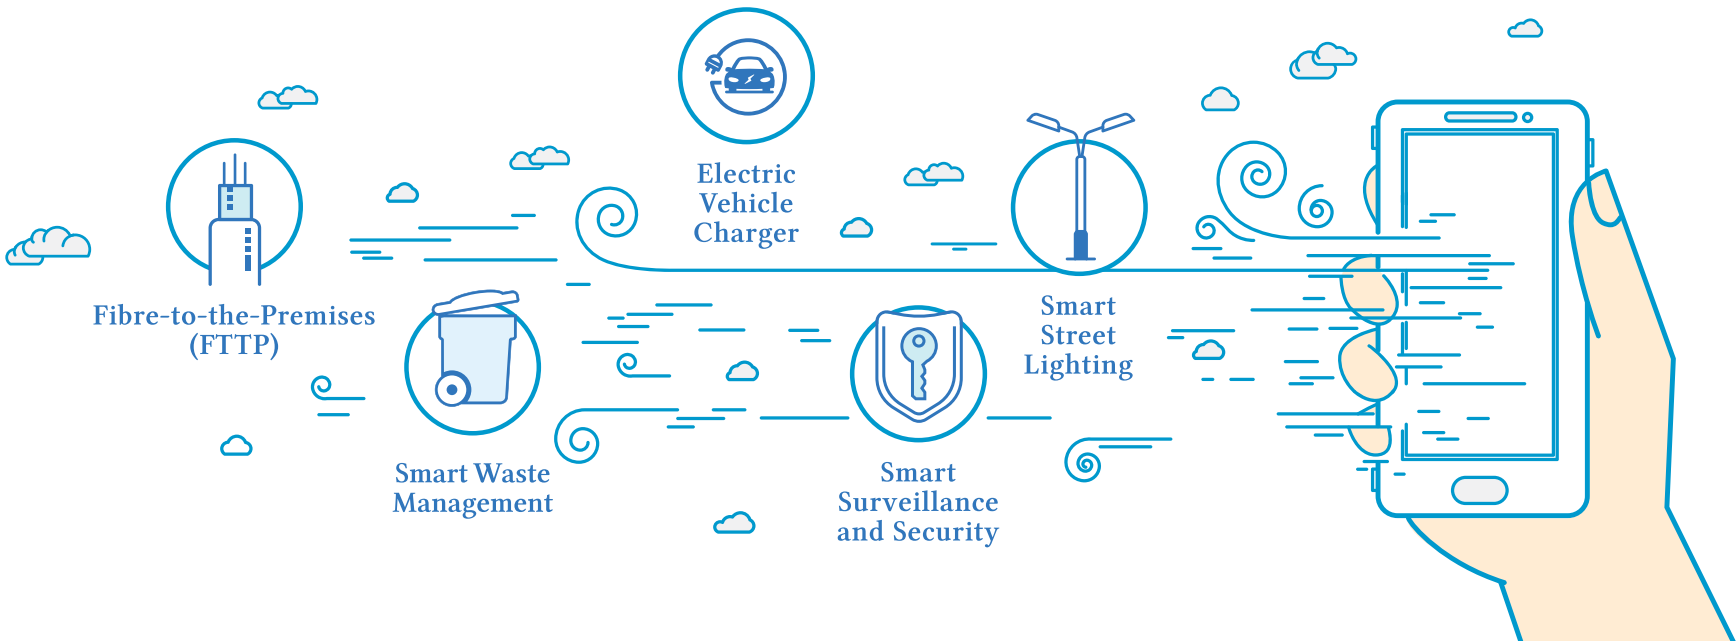 Fibre-to-the-Premises
(FTTP)
Smart Waste
Management
Electric
Vehicle
Charger
Smart
Surveillance
and Security
Smart
Street
Lighting